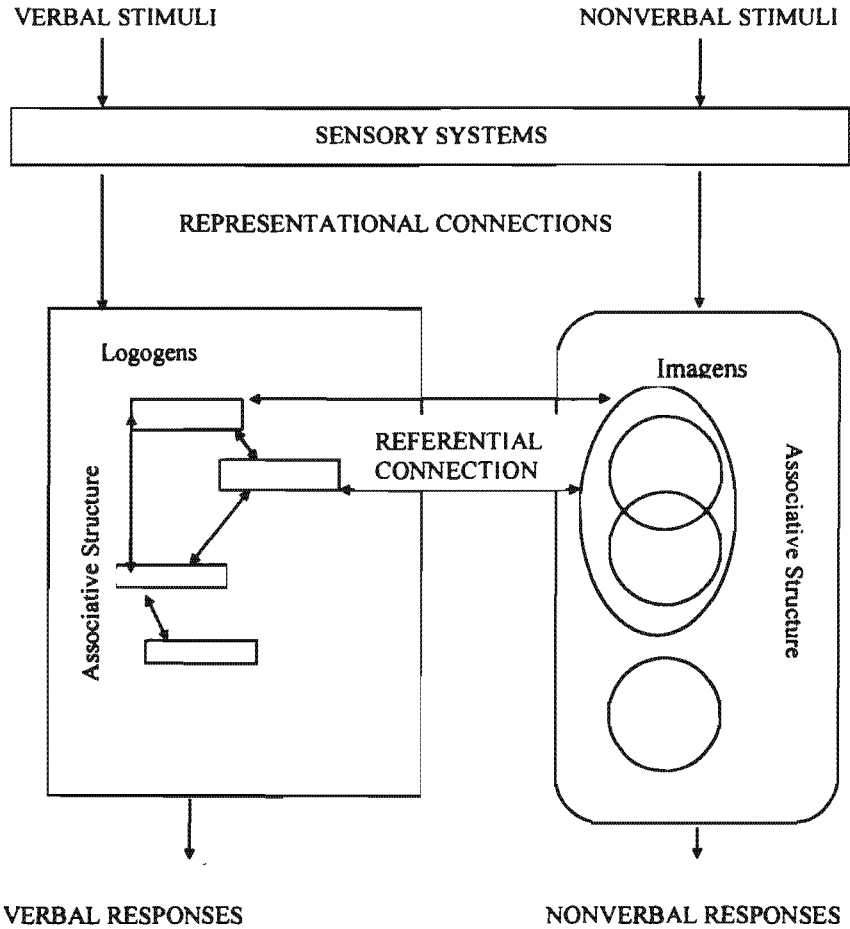 VERBAL STIMULI
NONVERBAL STIMULI
SENSORY SYSTEMS
REPRESENTATIONAL CONNECTIONS
Logogens
Imagens
REFERENTIAL
CONNECTION
Associative Structure
Associative Structure
VERBAL RESPONSES
NONVERBAL RESPONSES